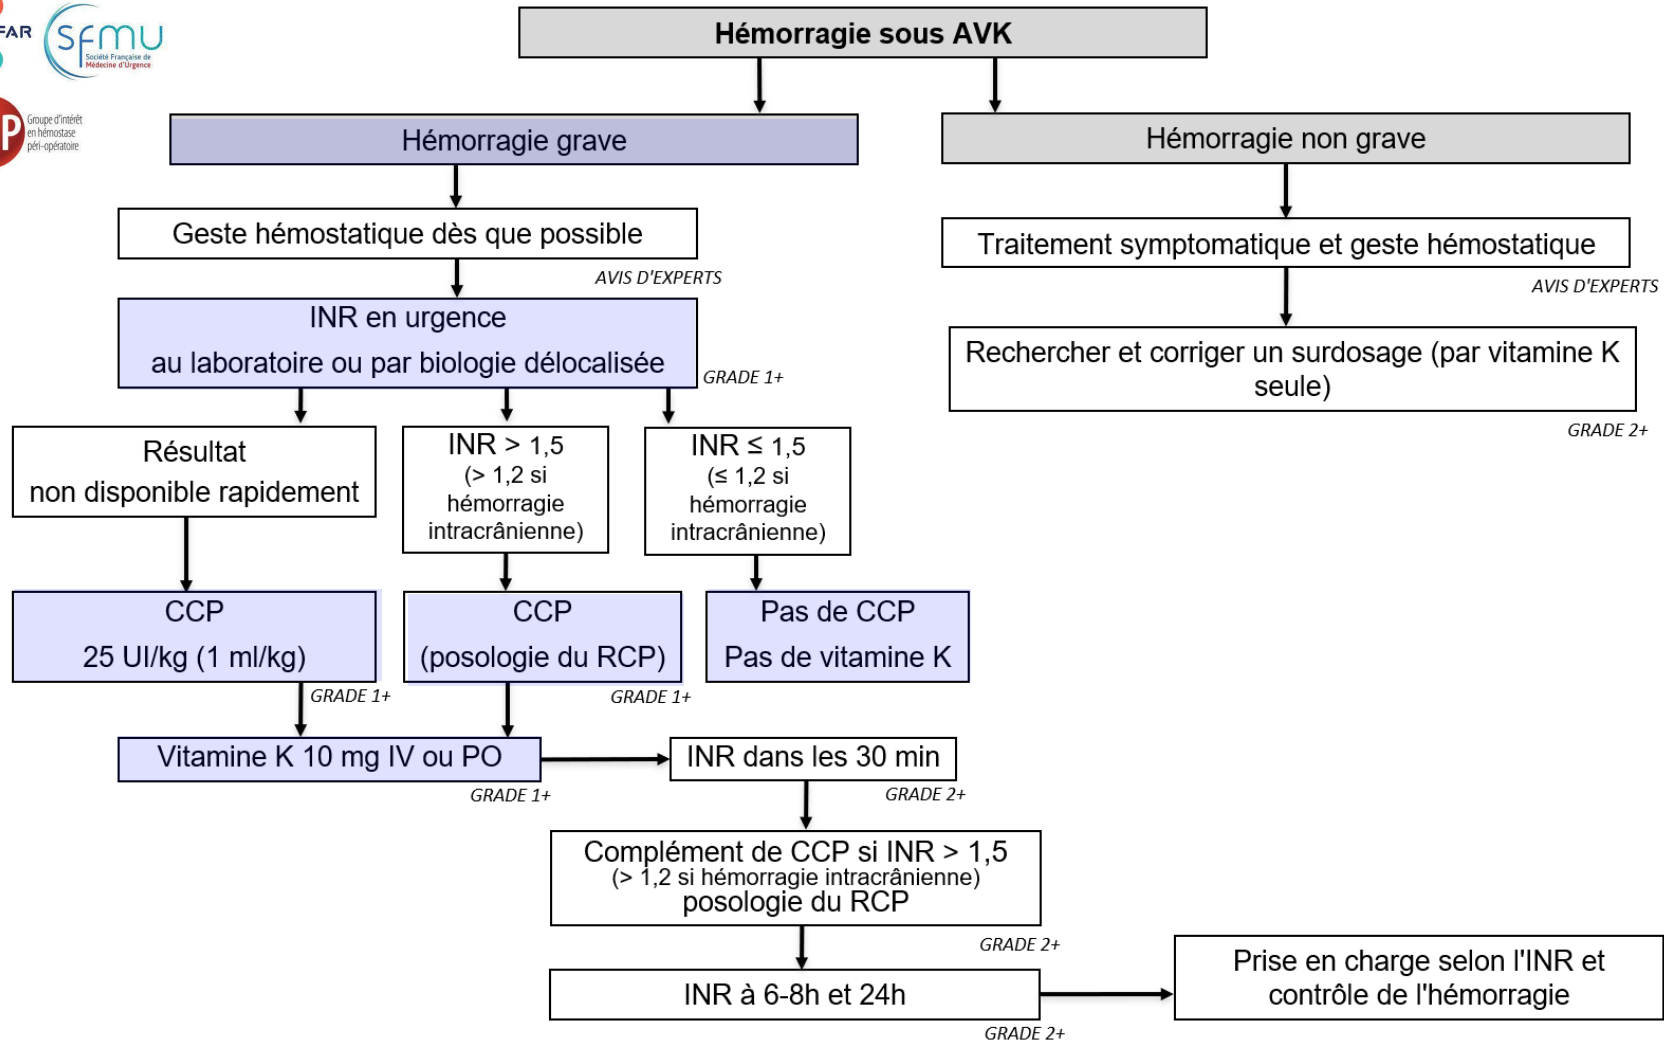 FAR
SFMU
Société Française de
Médecine d'Urgence
P
Groupe d'intérêt
en hémostase
péri-opératoire
Hémorragie sous AVK
Hémorragie grave
Hémorragie non grave
Geste hémostatique dès que possible
AVIS D'EXPERTS
Traitement symptomatique et geste hémostatique
AVIS D'EXPERTS
INR en urgence
au laboratoire ou par biologie délocalisée
GRADE 1+
Rechercher et corriger un surdosage (par vitamine K
seule)
GRADE 2+
Résultat
non disponible rapidement
INR > 1,5
(> 1,2 si
hémorragie
intracrânienne)
INR ≤ 1,5
(≤ 1,2 si
hémorragie
intracrânienne)
CCP
25 UI/kg (1 ml/kg)
GRADE 1+
CCP
(posologie du RCP)
GRADE 1+
Pas de CCP
Pas de vitamine K
Vitamine K 10 mg IV ou PO
GRADE 1+
INR dans les 30 min
GRADE 2+
Complément de CCP si INR > 1,5
(> 1,2 si hémorragie intracrânienne)
posologie du RCP
GRADE 2+
INR à 6-8h et 24h
GRADE 2+
Prise en charge selon l'INR et
contrôle de l'hémorragie